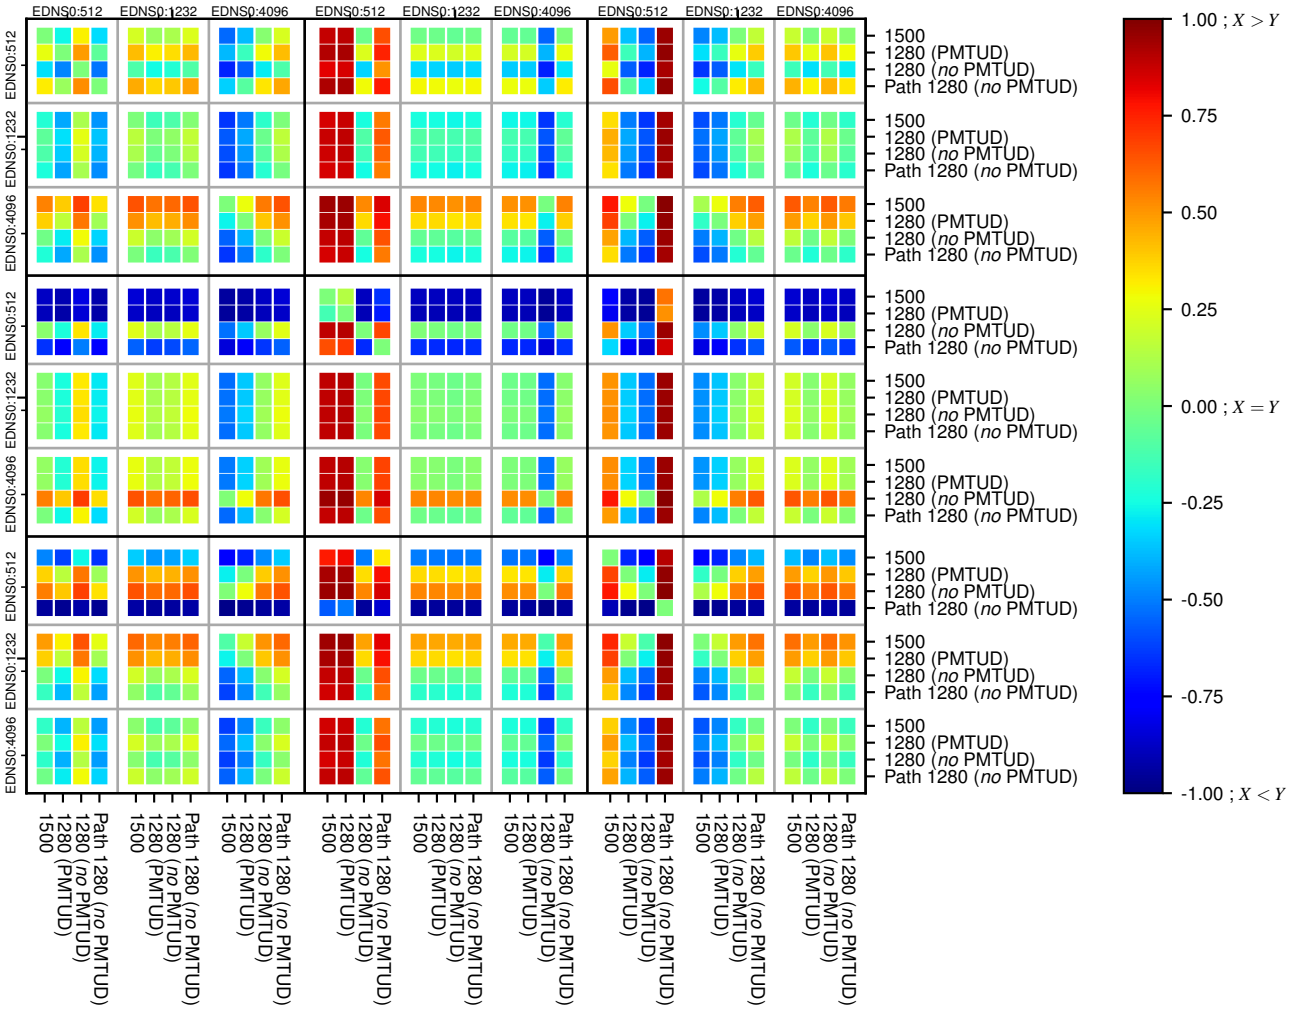 EDNS0:512 EDNS0:1232 EDNS0:4096 EDNS0:512 EDNS0:1232 EDNS0:4096 EDNS0:512 EDNS0:1232 EDNS0:4096
EDNS0:512
1500
1280 (PMTUD)
1280 (no PMTUD)
Path 1280 (no PMTUD)
EDNS0:1232
1500
1280 (PMTUD)
1280 (no PMTUD)
Path 1280 (no PMTUD)
EDNS0:4096
1500
1280 (PMTUD)
1280 (no PMTUD)
Path 1280 (no PMTUD)
EDNS0:512
1500
1280 (PMTUD)
1280 (no PMTUD)
Path 1280 (no PMTUD)
EDNS0:1232
1500
1280 (PMTUD)
1280 (no PMTUD)
Path 1280 (no PMTUD)
EDNS0:4096
1500
1280 (PMTUD)
1280 (no PMTUD)
Path 1280 (no PMTUD)
EDNS0:512
1500
1280 (PMTUD)
1280 (no PMTUD)
Path 1280 (no PMTUD)
EDNS0:1232
1500
1280 (PMTUD)
1280 (no PMTUD)
Path 1280 (no PMTUD)
EDNS0:4096
1500
1280 (PMTUD)
1280 (no PMTUD)
Path 1280 (no PMTUD)
1500
1280 (PMTUD)
1280 (no PMTUD)
Path 1280 (no PMTUD)
1500
1280 (PMTUD)
1280 (no PMTUD)
Path 1280 (no PMTUD)
1500
1280 (PMTUD)
1280 (no PMTUD)
Path 1280 (no PMTUD)
1500
1280 (PMTUD)
1280 (no PMTUD)
Path 1280 (no PMTUD)
1500
1280 (PMTUD)
1280 (no PMTUD)
Path 1280 (no PMTUD)
1500
1280 (PMTUD)
1280 (no PMTUD)
Path 1280 (no PMTUD)
1500
1280 (PMTUD)
1280 (no PMTUD)
Path 1280 (no PMTUD)
1500
1280 (PMTUD)
1280 (no PMTUD)
Path 1280 (no PMTUD)
1500
1280 (PMTUD)
1280 (no PMTUD)
Path 1280 (no PMTUD)
1.00 ; X > Y
0.75
0.50
0.25
0.00 ; X = Y
-0.25
-0.50
-0.75
-1.00 ; X < Y